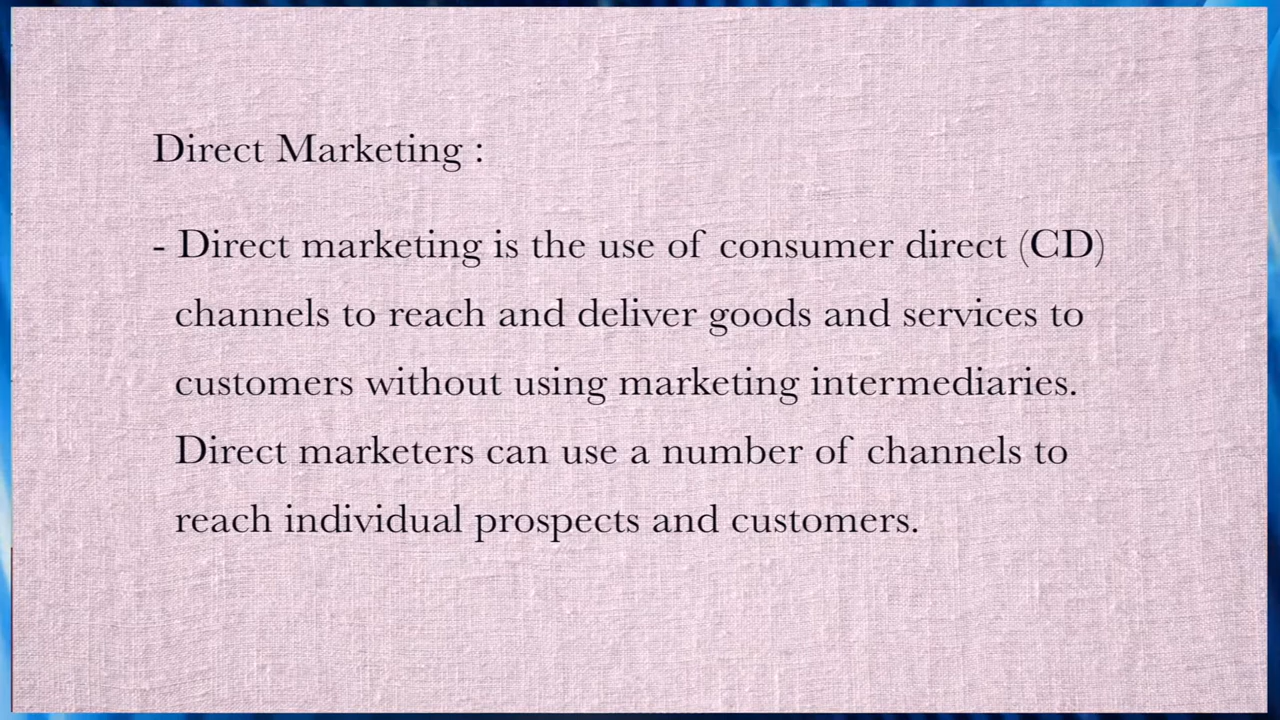 Direct Marketing :
- Direct marketing is the use of consumer direct (CD)
channels to reach and deliver goods and services to
customers without using marketing intermediaries.
Direct marketers can use a number of channels to
reach individual prospects and customers.